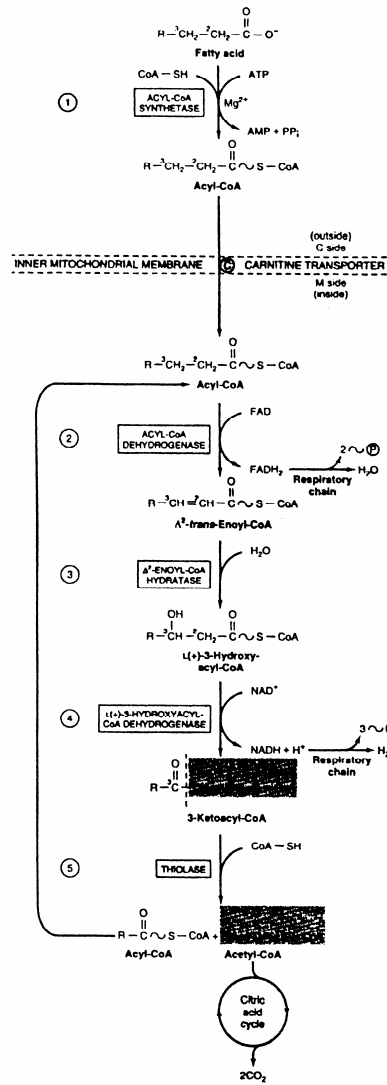 O
||
R—³CH₂—²CH₂—C—O⁻
Fatty acid
CoA—SH
ATP
1
ACYL-CoA
SYNTHETASE
Mg²⁺
AMP + PPᵢ
O
||
R—³CH₂—²CH₂—C～S—CoA
Acyl-CoA
(outside)
C side
INNER MITOCHONDRIAL MEMBRANE
C
CARNITINE TRANSPORTER
M side
(inside)
O
||
R—³CH₂—²CH₂—C～S—CoA
Acyl-CoA
2
ACYL-CoA
DEHYDROGENASE
FAD
FADH₂
2～P
H₂O
Respiratory
chain
O
||
R—³CH=²CH—C～S—CoA
Δ²-trans-Enoyl-CoA
3
Δ²-ENOYL-CoA
HYDRATASE
H₂O
OH
O
||
R—³CH—²CH₂—C～S—CoA
L(+)-3-Hydroxy-
acyl-CoA
4
L(+)-3-HYDROXYACYL-
CoA DEHYDROGENASE
NAD⁺
NADH + H⁺
3～
H₂
Respiratory
chain
O
||
R—³C
3-Ketoacyl-CoA
5
THIOLASE
CoA—SH
O
||
R—C～S—CoA +
Acyl-CoA
Acetyl-CoA
Citric
acid
cycle
2CO₂